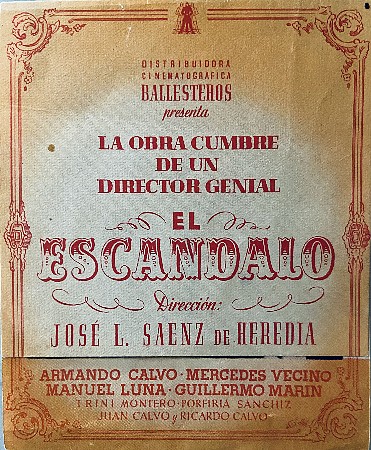 DISTRIBUIDORA
CINEMATOGRÁFICA
BALLESTEROS
presenta
LA OBRA CUMBRE
DE UN
DIRECTOR GENIAL
EL
ESCANDALO
Dirección:
JOSÉ L. SAENZ DE HEREDIA
ARMANDO CALVO · MERCEDES VECINO
MANUEL LUNA · GUILLERMO MARIN
TRINI MONTERO · PORFIRIA SANCHIZ
JUAN CALVO y RICARDO CALVO